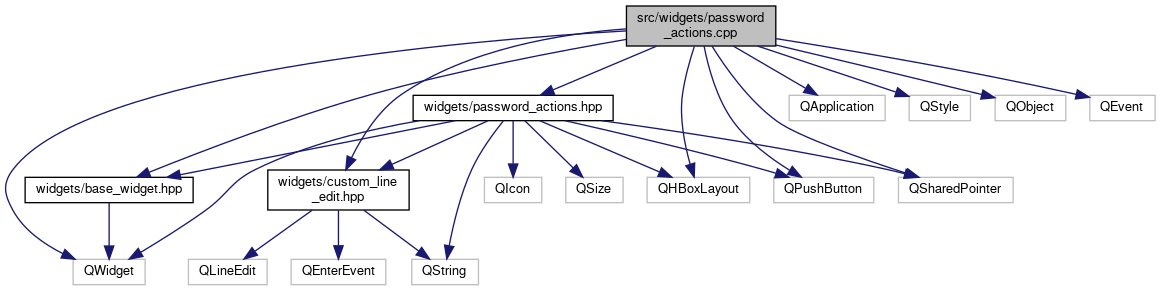 src/widgets/password
_actions.cpp
widgets/password_actions.hpp
QApplication
QStyle
QObject
QEvent
widgets/base_widget.hpp
widgets/custom_line
_edit.hpp
QIcon
QSize
QHBoxLayout
QPushButton
QSharedPointer
QWidget
QLineEdit
QEnterEvent
QString